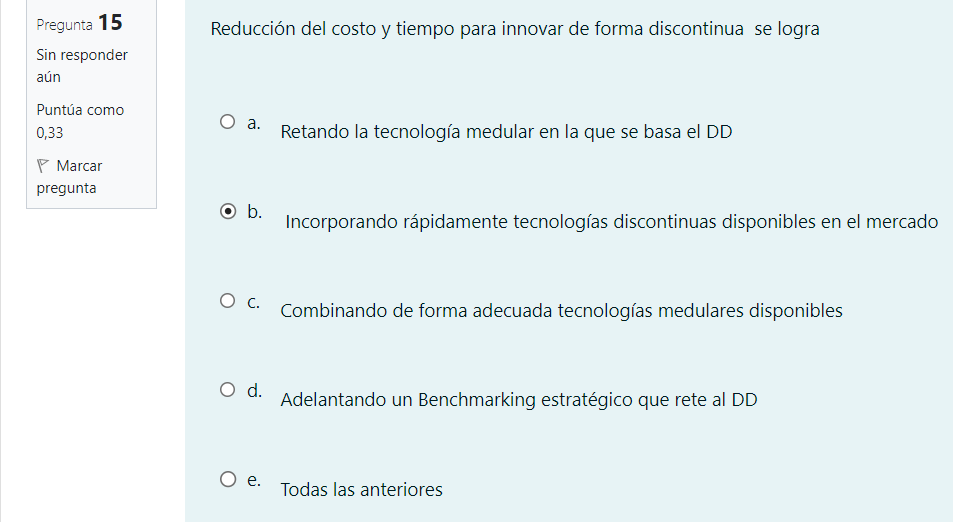 Pregunta 15
Sin responder
aún
Puntúa como
0,33
Marcar
pregunta
Reducción del costo y tiempo para innovar de forma discontinua se logra
a. Retando la tecnología medular en la que se basa el DD
b. Incorporando rápidamente tecnologías discontinuas disponibles en el mercado
c. Combinando de forma adecuada tecnologías medulares disponibles
d. Adelantando un Benchmarking estratégico que rete al DD
e. Todas las anteriores